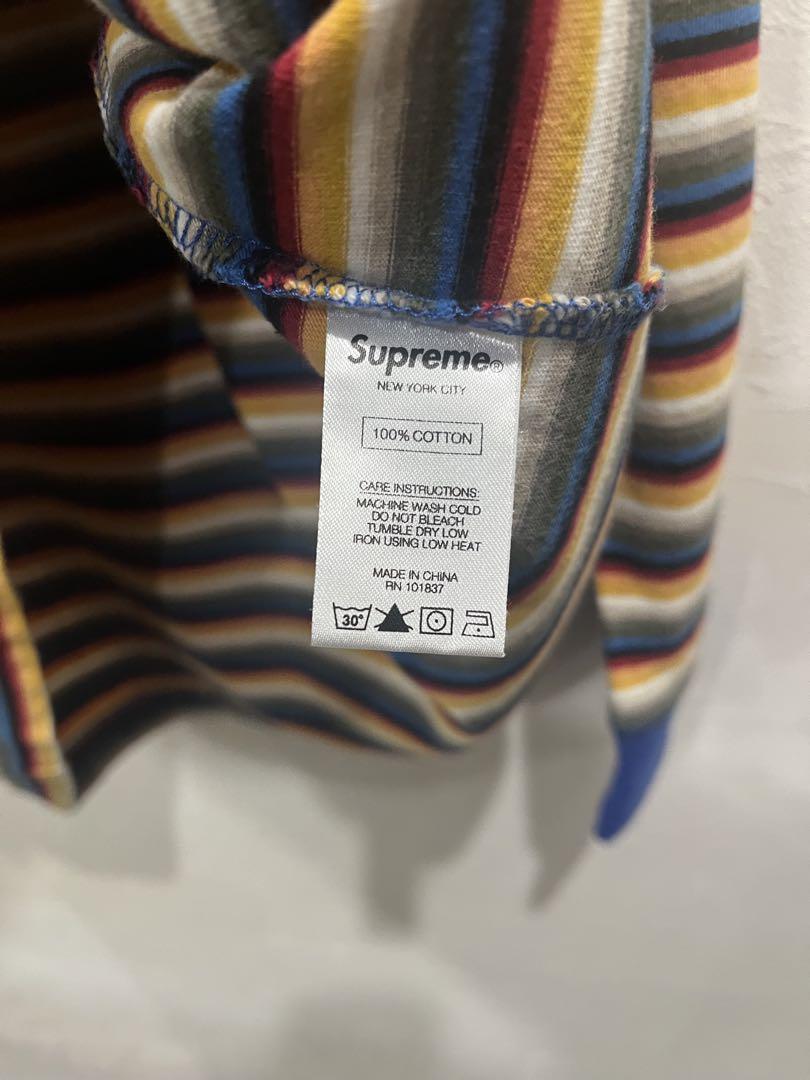 Supreme®
NEW YORK CITY
100% COTTON
CARE INSTRUCTIONS:
MACHINE WASH COLD
DO NOT BLEACH
TUMBLE DRY LOW
IRON USING LOW HEAT
MADE IN CHINA
RN 101837
30°